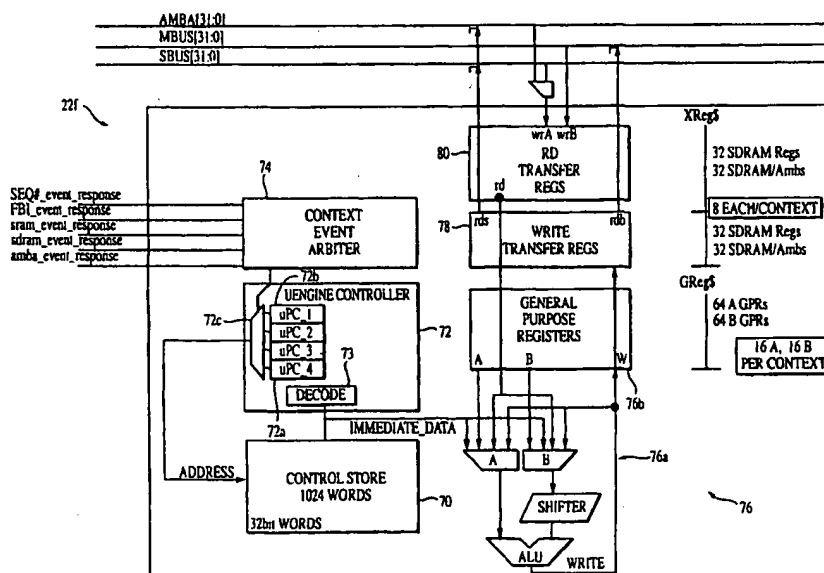 AMBA[31:0]
MBUS[31:0]
SBUS[31:0]
22f
SEQ#_event_response
FBI_event_response
sram_event_response
sdram_event_response
amba_event_response
74
CONTEXT
EVENT
ARBITER
wrA wrB
80
RD
TRANSFER
REGS
rd
XReg$
32 SDRAM Regs
32 SDRAM/Ambs
8 EACH/CONTEXT
78
rds
rdb
WRITE
TRANSFER REGS
32 SDRAM Regs
32 SDRAM/Ambs
72b
UENGINE CONTROLLER
72c
uPC_1
uPC_2
uPC_3
uPC_4
72
73
DECODE
72a
GENERAL
PURPOSE
REGISTERS
A
B
W
GReg$
64 A GPRs
64 B GPRs
16 A, 16 B
PER CONTEXT
76b
IMMEDIATE_DATA
ADDRESS
CONTROL STORE
1024 WORDS
32bit WORDS
70
A
B
SHIFTER
ALU
WRITE
76a
76